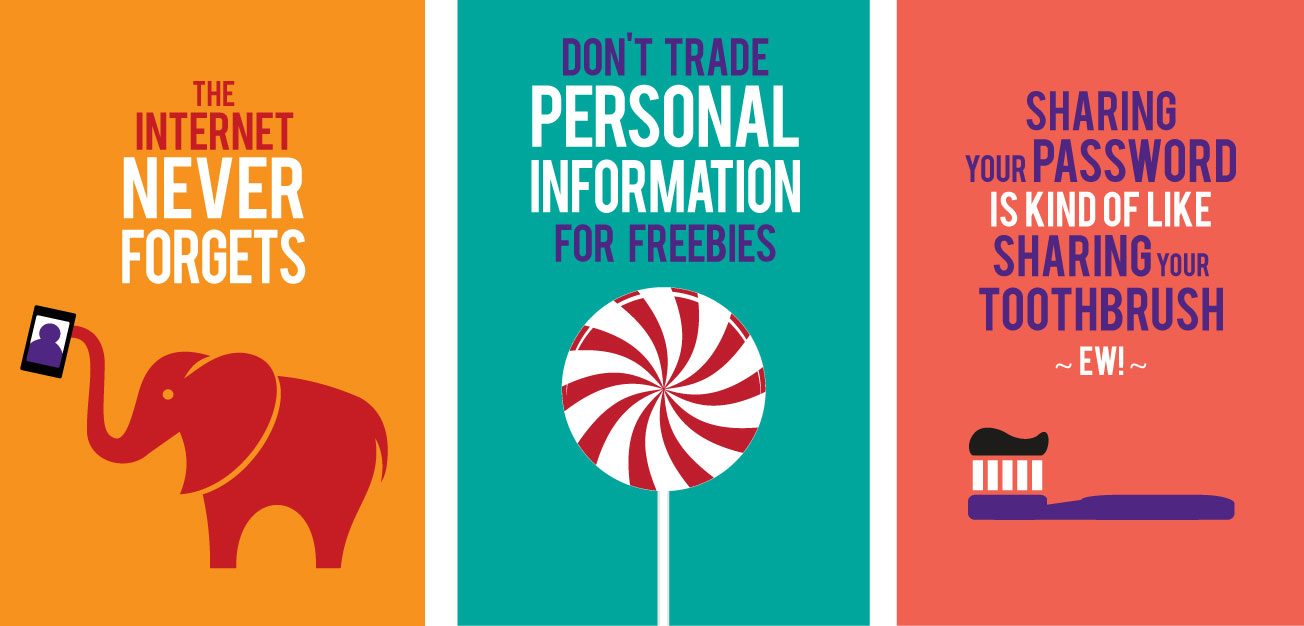 THE
INTERNET
NEVER
FORGETS
DON'T TRADE
PERSONAL
INFORMATION
FOR FREEBIES
SHARING
YOUR PASSWORD
IS KIND OF LIKE
SHARING YOUR
TOOTHBRUSH
~ EW! ~